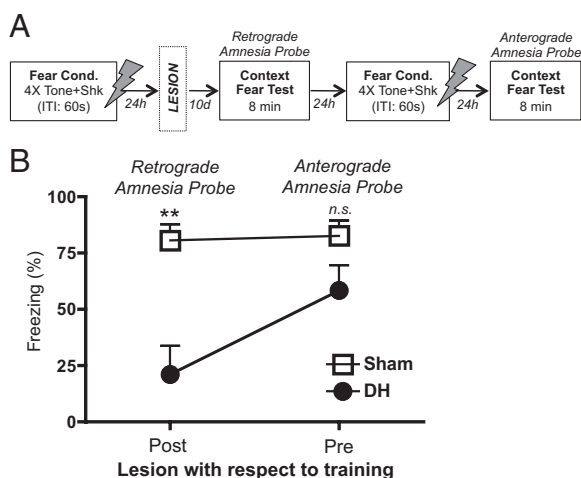 A
Retrograde
Amnesia Probe
Anterograde
Amnesia Probe
Fear Cond.
4X Tone+Shk
(ITI: 60s)
24h
LESION
10d
Context
Fear Test
8 min
24h
Fear Cond.
4X Tone+Shk
(ITI: 60s)
24h
Context
Fear Test
8 min
B
Retrograde
Amnesia Probe
Anterograde
Amnesia Probe
**
n.s.
Freezing (%)
100
75
50
25
0
Sham
DH
Post
Pre
Lesion with respect to training